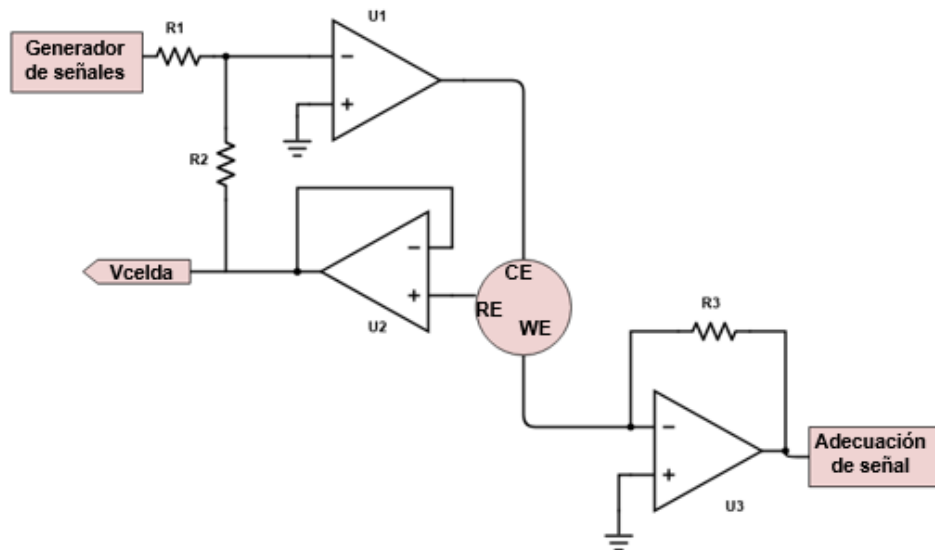 U1
R1
Generador
de señales
-
+
R2
-
+
Vcelda
U2
CE
RE
WE
R3
-
+
Adecuación
de señal
U3